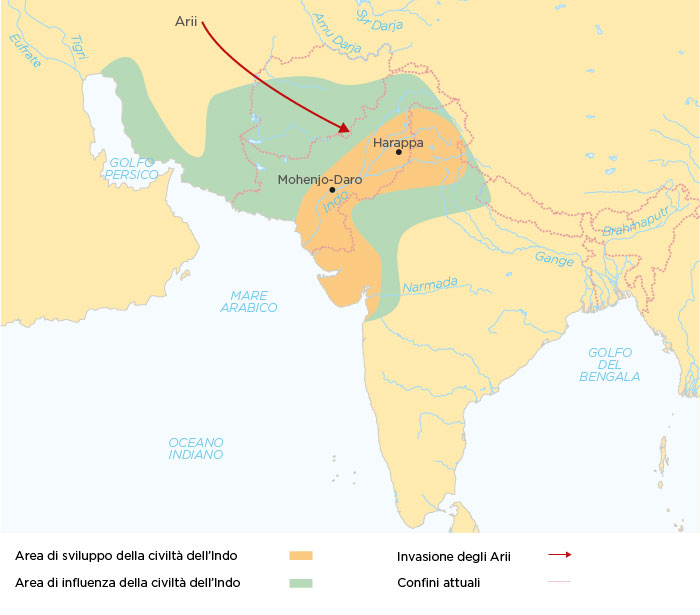 Arii
Amu Darja
Syr Darja
Eufrate
Tigri
GOLFO
PERSICO
Harappa
Mohenjo-Daro
Indo
Brahmaputr
Gange
Narmada
MARE
ARABICO
GOLFO
DEL
BENGALA
OCEANO
INDIANO
Area di sviluppo della civiltà dell'Indo
Invasione degli Arii
Area di influenza della civiltà dell'Indo
Confini attuali